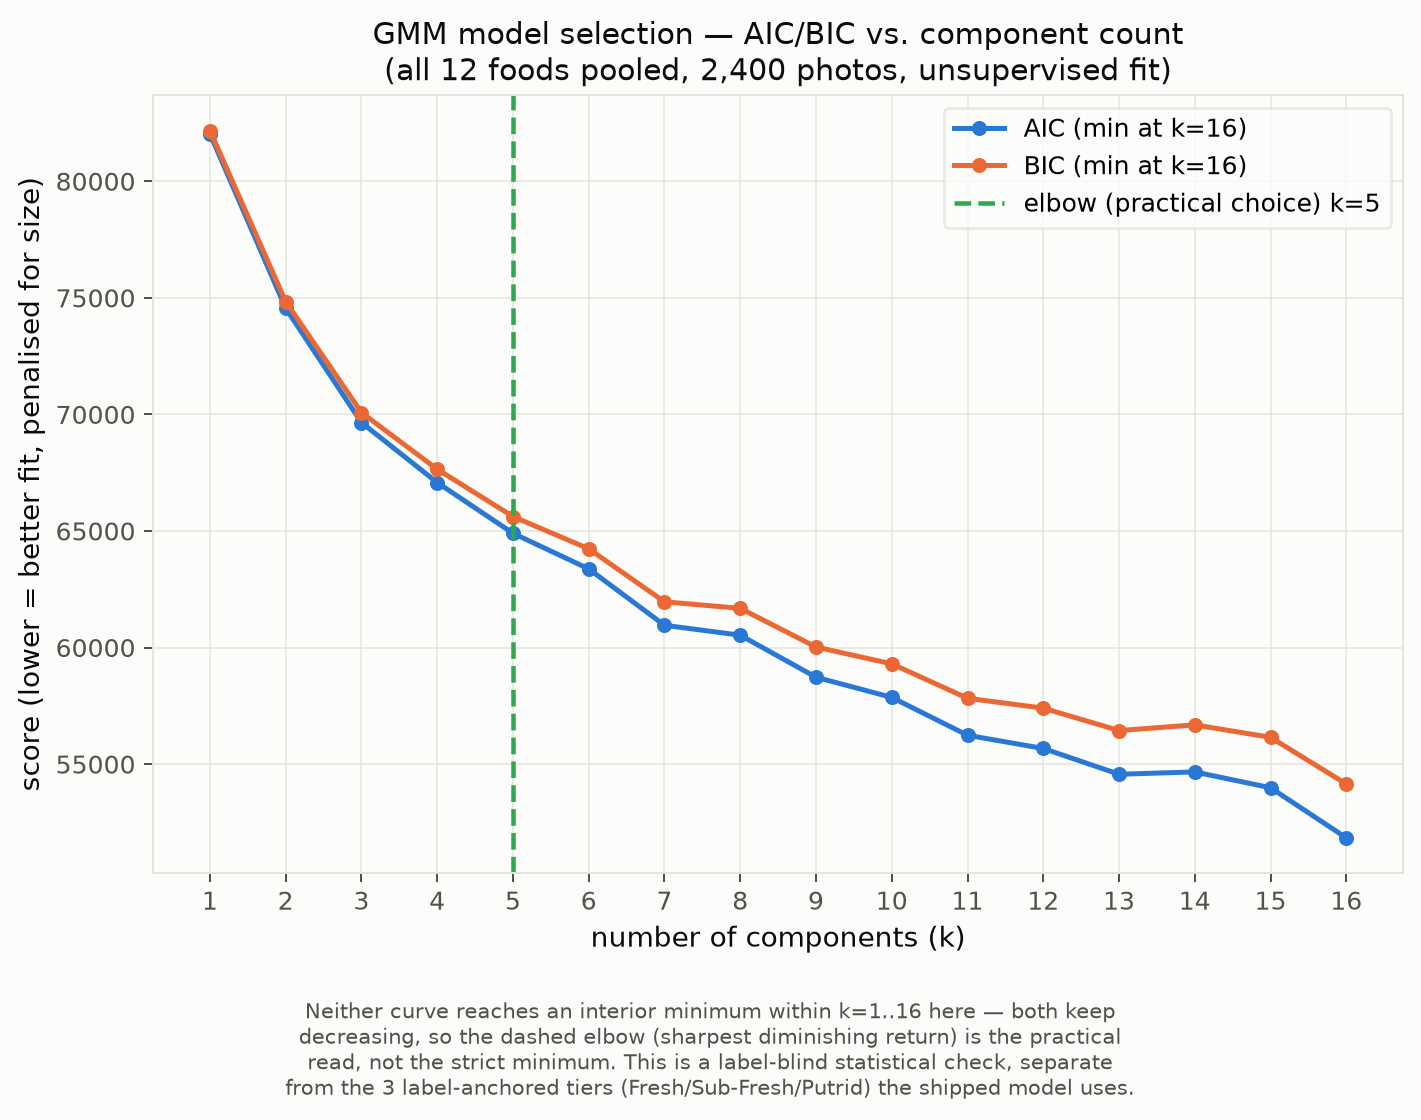 GMM model selection — AIC/BIC vs. component count
(all 12 foods pooled, 2,400 photos, unsupervised fit)
AIC (min at k=16)
BIC (min at k=16)
elbow (practical choice) k=5
score (lower = better fit, penalised for size)
80000
75000
70000
65000
60000
55000
1 2 3 4 5 6 7 8 9 10 11 12 13 14 15 16
number of components (k)
Neither curve reaches an interior minimum within k=1..16 here — both keep
decreasing, so the dashed elbow (sharpest diminishing return) is the practical
read, not the strict minimum. This is a label-blind statistical check, separate
from the 3 label-anchored tiers (Fresh/Sub-Fresh/Putrid) the shipped model uses.